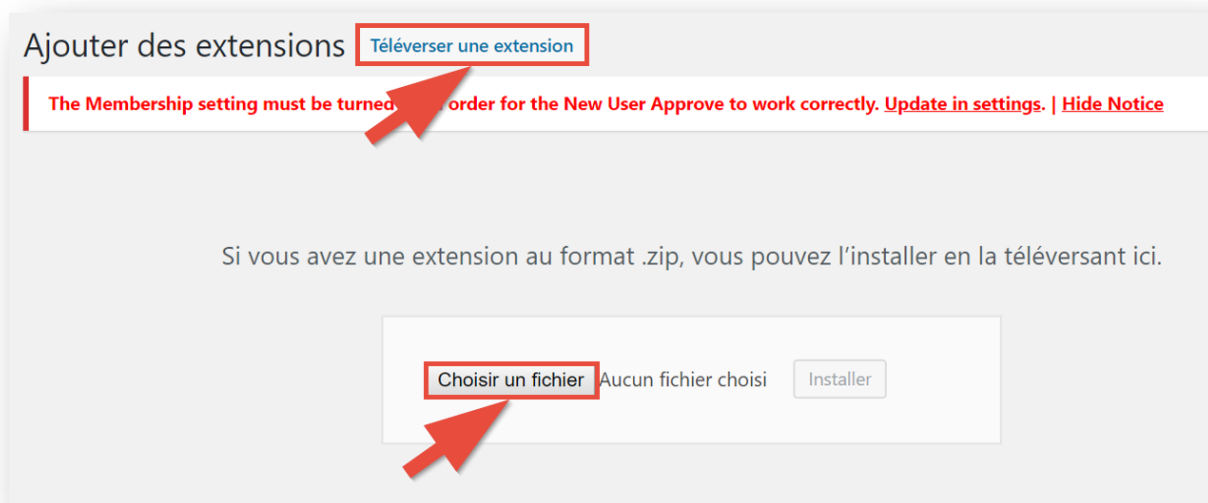 Ajouter des extensions Téléverser une extension
The Membership setting must be turned order for the New User Approve to work correctly. Update in settings. | Hide Notice
Si vous avez une extension au format .zip, vous pouvez l’installer en la téléversant ici.
Choisir un fichier Aucun fichier choisi Installer